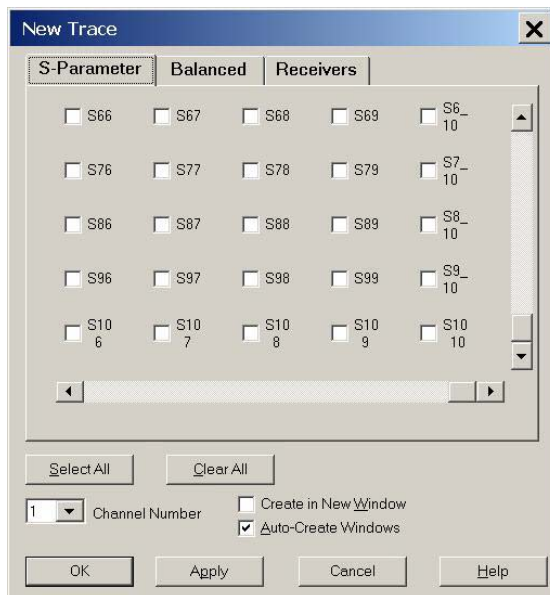 New Trace
S-Parameter Balanced Receivers
S66 S67 S68 S69 S6_
10
S76 S77 S78 S79 S7_
10
S86 S87 S88 S89 S8_
10
S96 S97 S98 S99 S9_
10
S10 S10 S10 S10 S10
6 7 8 9 10
Select All Clear All
1 Channel Number
Create in New Window
Auto-Create Windows
OK Apply Cancel Help